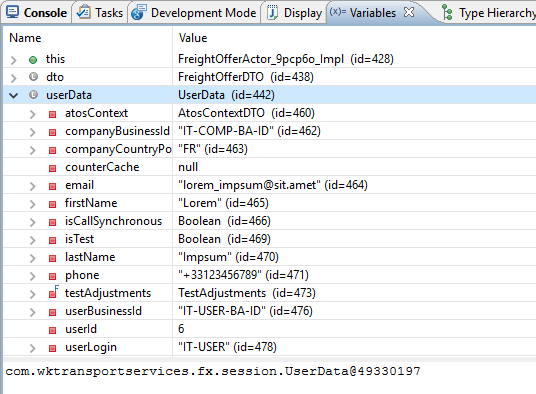 Console Tasks Development Mode Display (x)= Variables Type Hierarchy
Name Value
this FreightOfferActor_9pcp6o_Impl (id=428)
dto FreightOfferDTO (id=438)
userData UserData (id=442)
atosContext AtosContextDTO (id=460)
companyBusinessId "IT-COMP-BA-ID" (id=462)
companyCountryPo "FR" (id=463)
counterCache null
email "lorem_impsum@sit.amet" (id=464)
firstName "Lorem" (id=465)
isCallSynchronous Boolean (id=466)
isTest Boolean (id=469)
lastName "Impsum" (id=470)
phone "+33123456789" (id=471)
F testAdjustments TestAdjustments (id=473)
userBusinessId "IT-USER-BA-ID" (id=476)
userId 6
userLogin "IT-USER" (id=478)
com.wktransportservices.fx.session.UserData@49330197